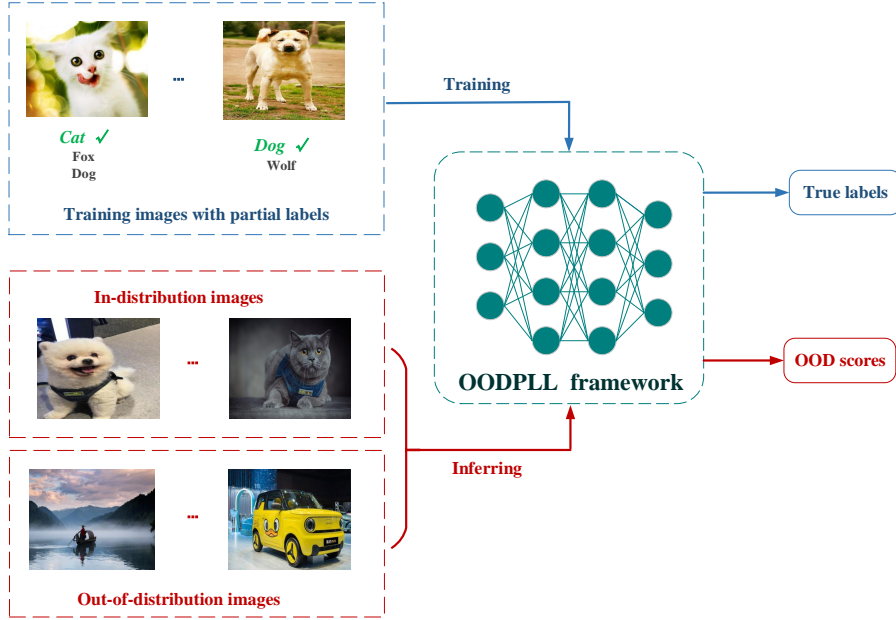 Cat ✓
Fox
Dog
...
Dog ✓
Wolf
Training images with partial labels
Training
In-distribution images
...
Out-of-distribution images
...
Inferring
OODPLL framework
True labels
OOD scores